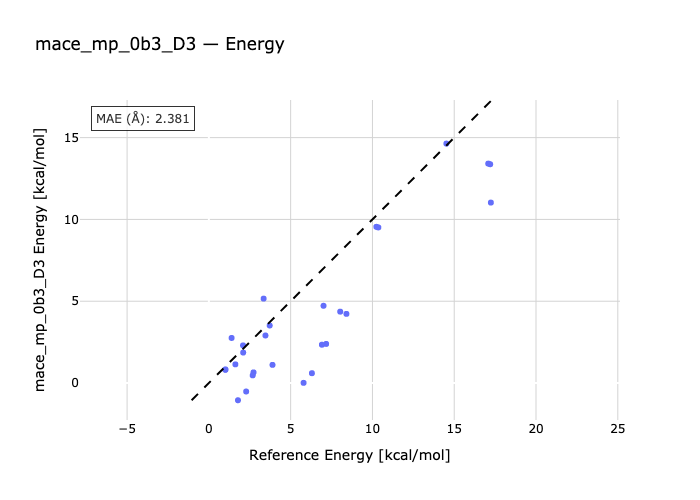 mace_mp_0b3_D3 — Energy
MAE (Å): 2.381
mace_mp_0b3_D3 Energy [kcal/mol]
15
10
5
0
−5
0
5
10
15
20
25
Reference Energy [kcal/mol]